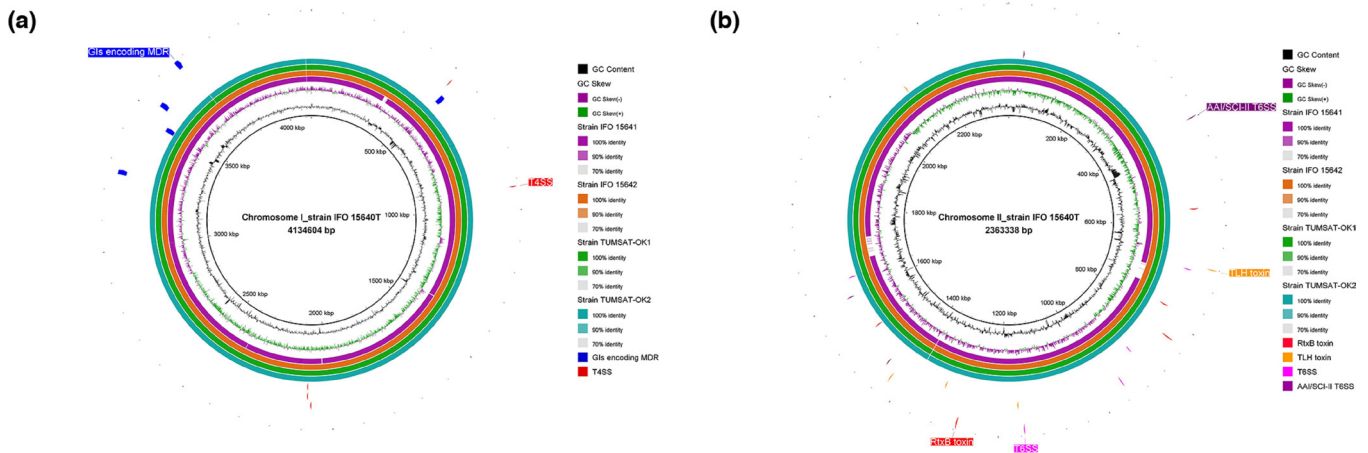 (a)
GIs encoding MDR
T4SS
4000 kbp
500 kbp
3500 kbp
1000 kbp
3000 kbp
1500 kbp
2500 kbp
2000 kbp
Chromosome I_strain IFO 15640T
4134604 bp
GC Content
GC Skew
GC Skew(-)
GC Skew(+)
Strain IFO 15641
100% identity
90% identity
70% identity
Strain IFO 15642
100% identity
90% identity
70% identity
Strain TUMSAT-OK1
100% identity
90% identity
70% identity
Strain TUMSAT-OK2
100% identity
90% identity
70% identity
GIs encoding MDR
T4SS
(b)
AAI/SCI-II T6SS
TLH toxin
RtxB toxin
T6SS
2200 kbp
200 kbp
2000 kbp
400 kbp
1800 kbp
600 kbp
1600 kbp
800 kbp
1400 kbp
1000 kbp
1200 kbp
Chromosome II_strain IFO 15640T
2363338 bp
GC Content
GC Skew
GC Skew(-)
GC Skew(+)
Strain IFO 15641
100% identity
90% identity
70% identity
Strain IFO 15642
100% identity
90% identity
70% identity
Strain TUMSAT-OK1
100% identity
90% identity
70% identity
Strain TUMSAT-OK2
100% identity
90% identity
70% identity
RtxB toxin
TLH toxin
T6SS
AAI/SCI-II T6SS